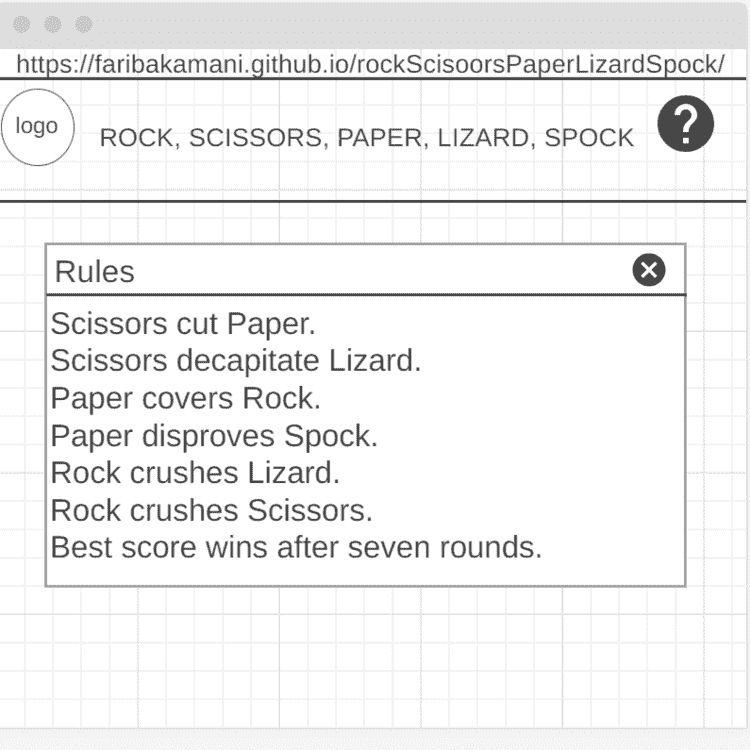 https://faribakamani.github.io/rockScisoorsPaperLizardSpock/
logo
ROCK, SCISSORS, PAPER, LIZARD, SPOCK
?
Rules
Scissors cut Paper.
Scissors decapitate Lizard.
Paper covers Rock.
Paper disproves Spock.
Rock crushes Lizard.
Rock crushes Scissors.
Best score wins after seven rounds.